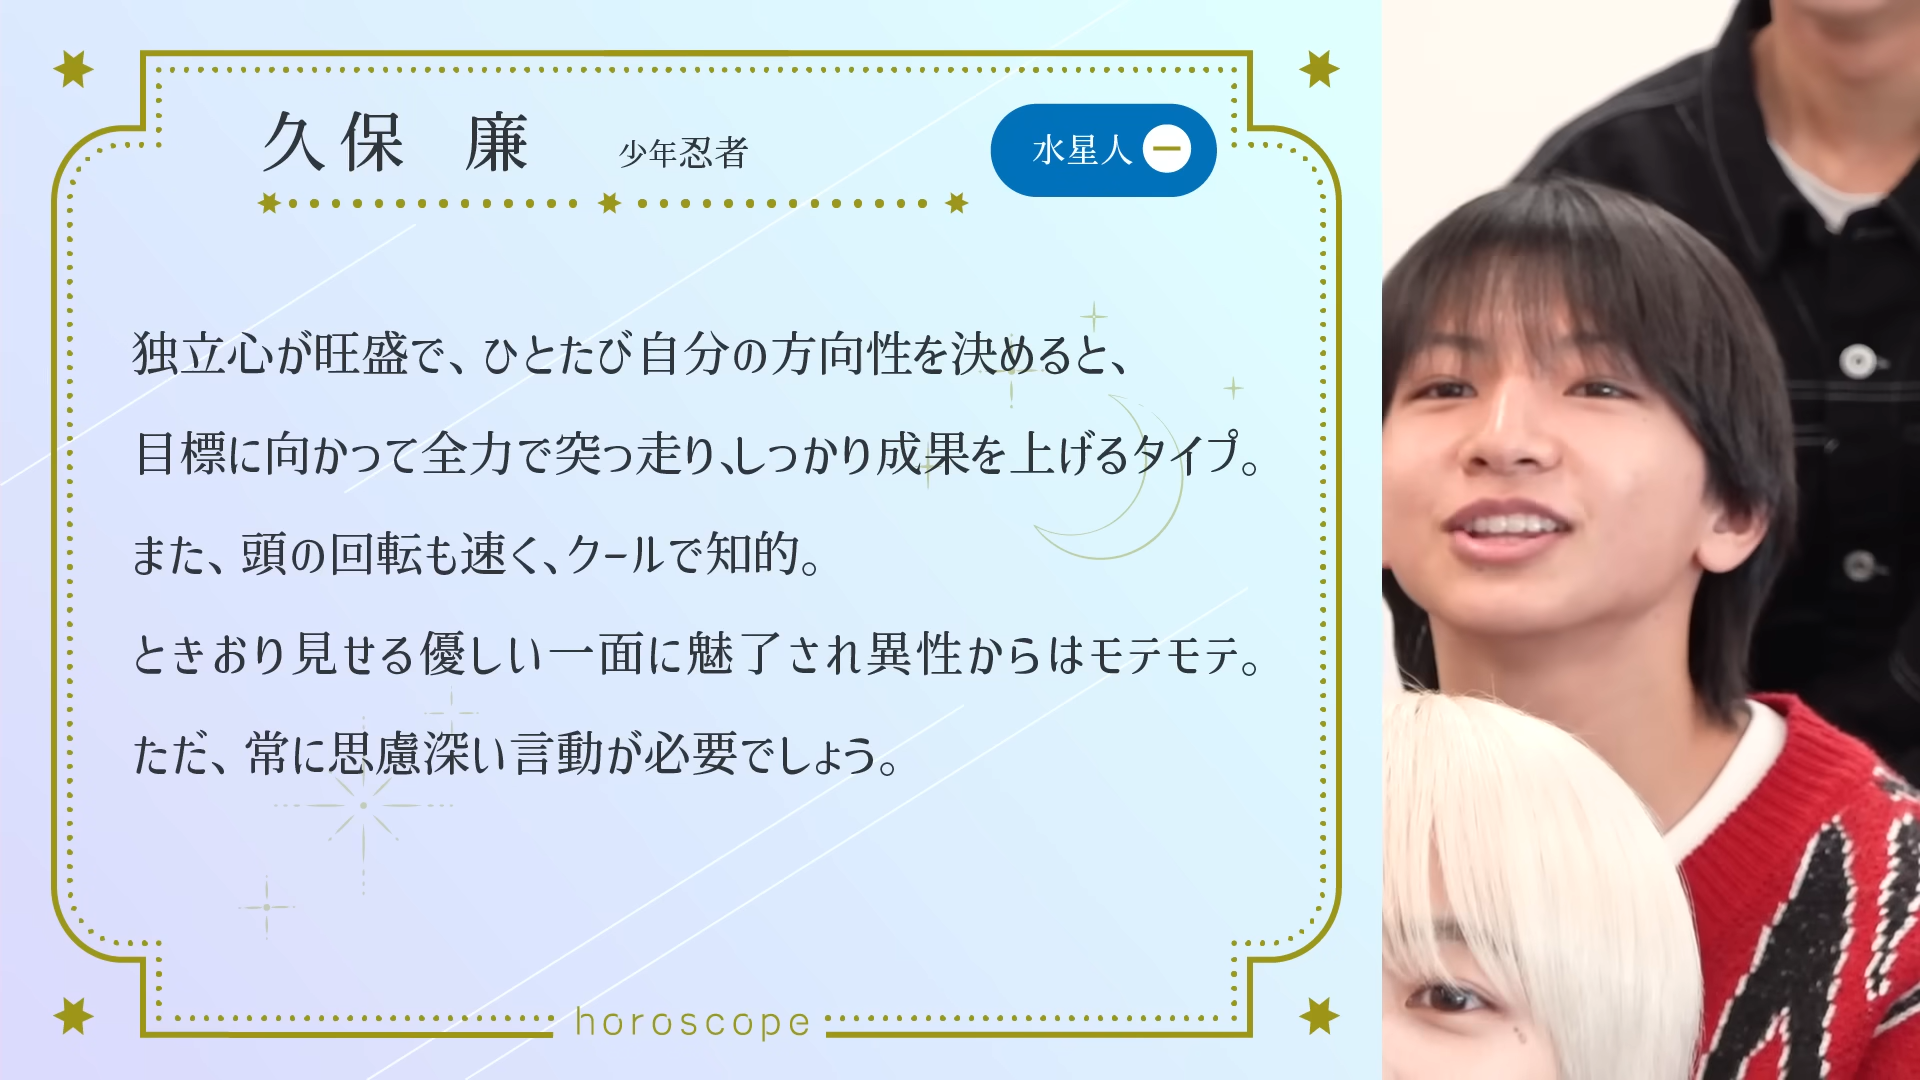 久保 廉 少年忍者 水星人 ー
独立心が旺盛で、ひとたび自分の方向性を決めると、
目標に向かって全力で突っ走り、しっかり成果を上げるタイプ。
また、頭の回転も速く、クールで知的。
ときおり見せる優しい一面に魅了され異性からはモテモテ。
ただ、常に思慮深い言動が必要でしょう。
horoscope